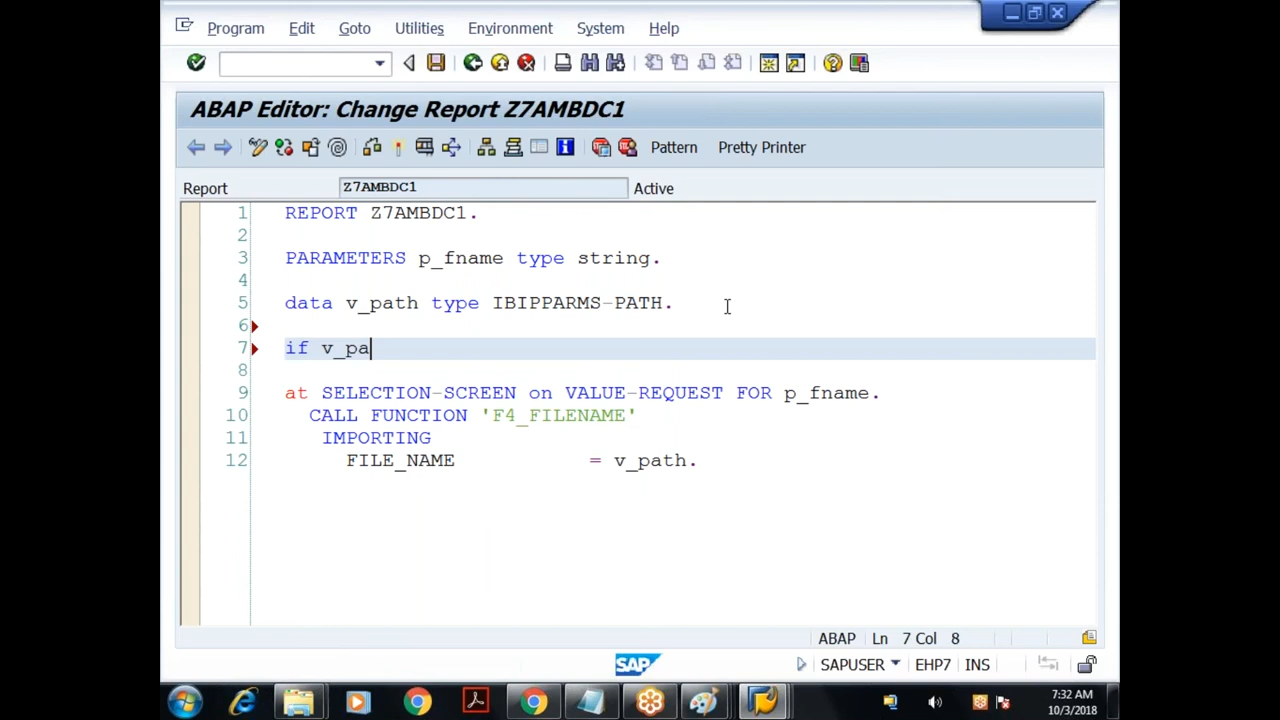 Program Edit Goto Utilities Environment System Help
ABAP Editor: Change Report Z7AMBDC1
Pattern Pretty Printer
Report Z7AMBDC1 Active
1 REPORT Z7AMBDC1.
2
3 PARAMETERS p_fname type string.
4
5 data v_path type IBIPPARMS-PATH.
6
7 if v_pa
8
9 at SELECTION-SCREEN on VALUE-REQUEST FOR p_fname.
10 CALL FUNCTION 'F4_FILENAME'
11 IMPORTING
12 FILE_NAME = v_path.
ABAP Ln 7 Col 8
SAP SAPUSER EHP7 INS
7:32 AM
10/3/2018